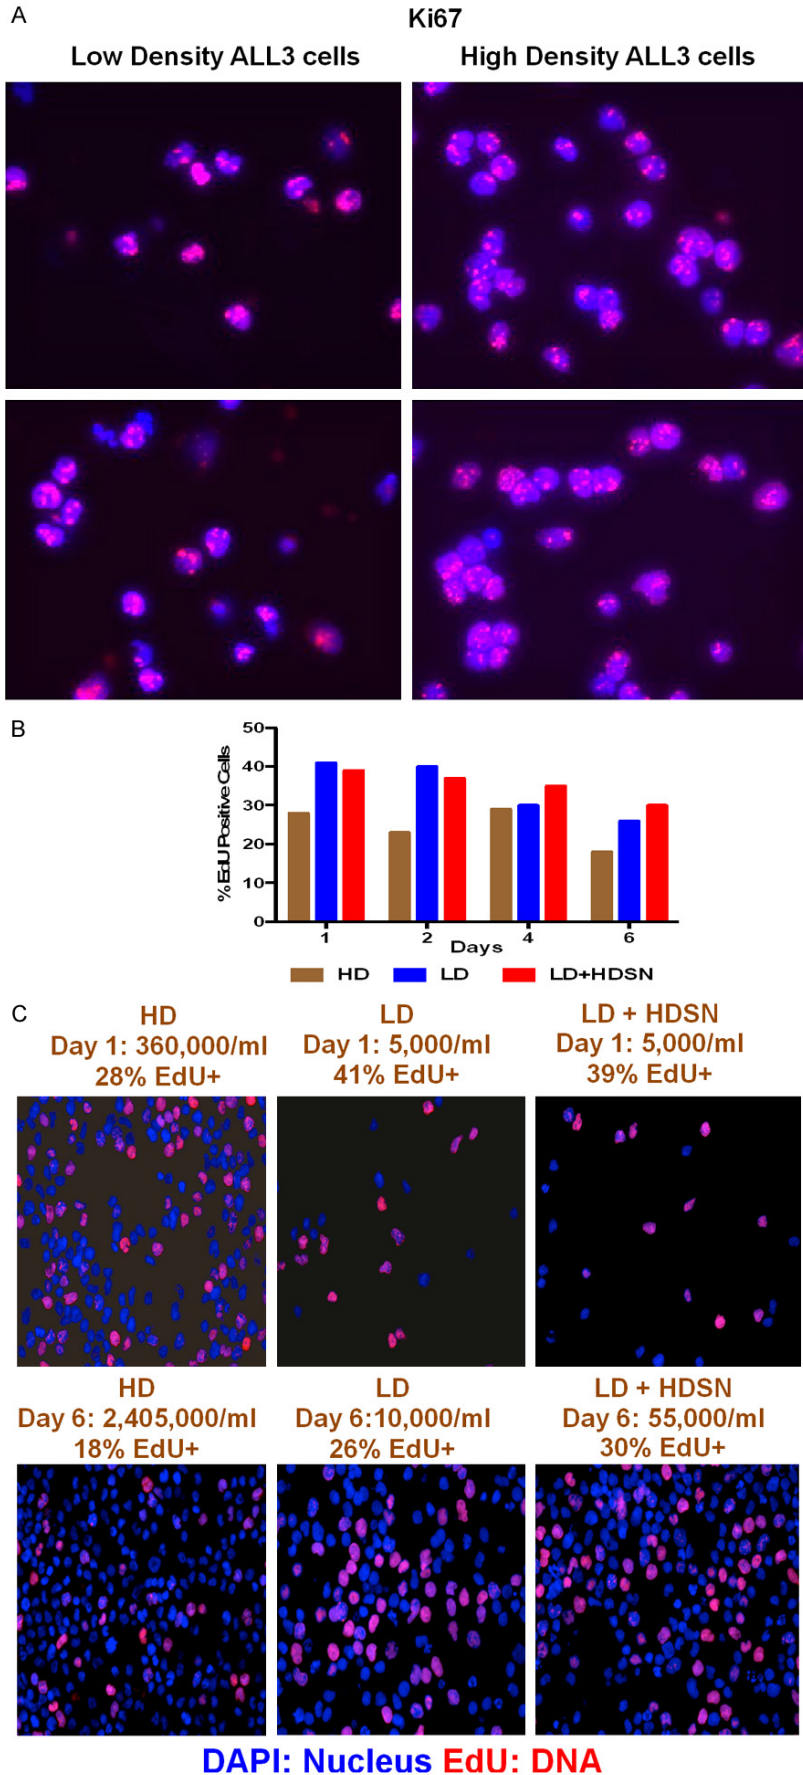 A
Ki67
Low Density ALL3 cells
High Density ALL3 cells
B
% EdU Positive Cells
50
40
30
20
10
0
1 2 4 6
Days
HD LD LD+HDSN
C
HD
Day 1: 360,000/ml
28% EdU+
LD
Day 1: 5,000/ml
41% EdU+
LD + HDSN
Day 1: 5,000/ml
39% EdU+
HD
Day 6: 2,405,000/ml
18% EdU+
LD
Day 6:10,000/ml
26% EdU+
LD + HDSN
Day 6: 55,000/ml
30% EdU+
DAPI: Nucleus EdU: DNA